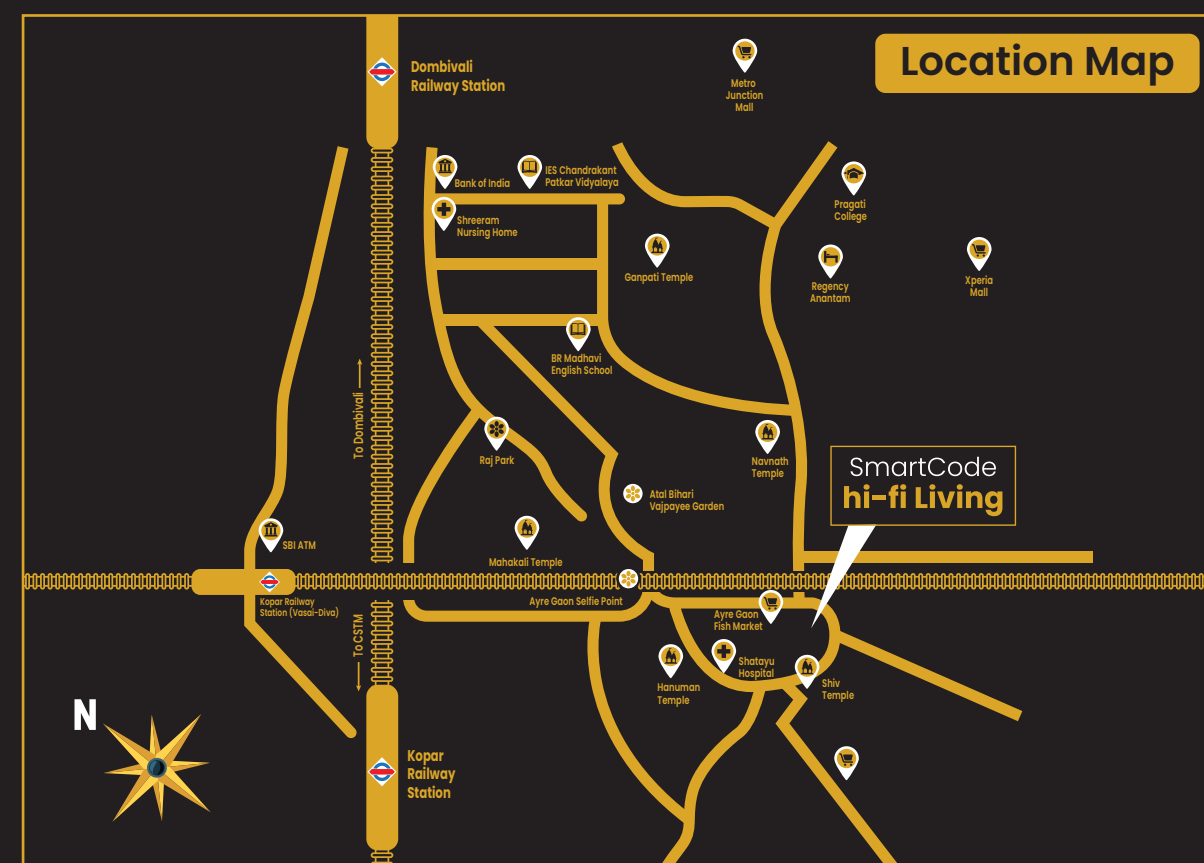 Location Map
Dombivali
Railway Station
Metro
Junction
Mall
Bank of India
IES Chandrakant
Patkar Vidyalaya
Shreeram
Nursing Home
Pragati
College
Ganpati Temple
Regency
Anantam
Xperia
Mall
BR Madhavi
English School
To Dombivali
Raj Park
Navnath
Temple
SmartCode
hi-fi Living
Atal Bihari
Vajpayee Garden
SBI ATM
Mahakali Temple
Kopar Railway
Station (Vasai-Diva)
Ayre Gaon Selfie Point
Ayre Gaon
Fish Market
To CSTM
Shatayu
Hospital
Hanuman
Temple
Shiv
Temple
N
Kopar
Railway
Station